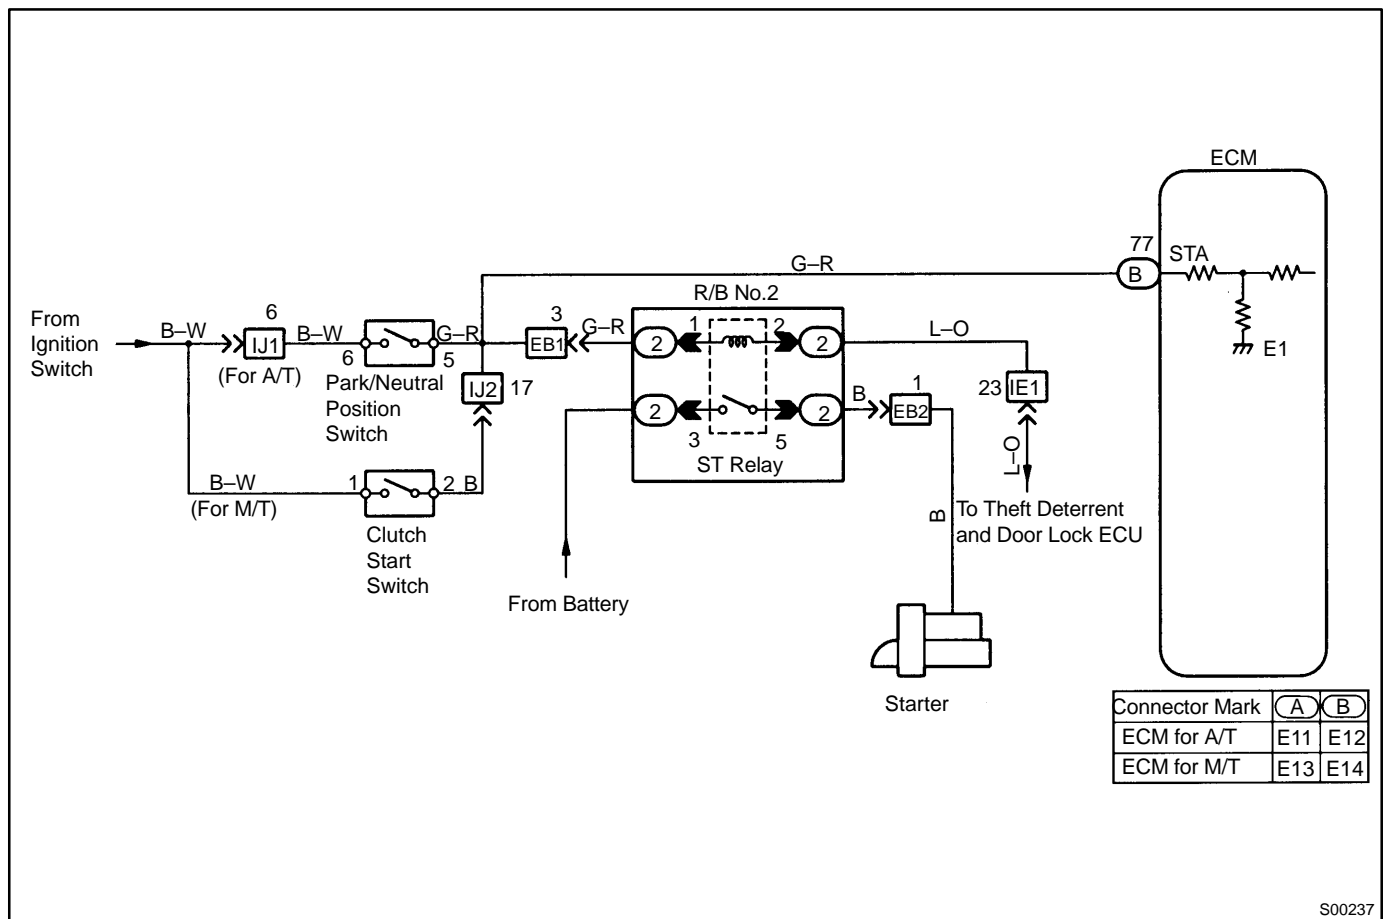 ECM
77
STA
G–R
B
R/B No.2
From
Ignition
Switch
B–W
6
IJ1
(For A/T)
B–W
6
5
G–R
Park/Neutral
Position
Switch
3
EB1
G–R
2
1
2
2
L–O
E1
IJ2
17
23
IE1
2
3
5
2
B
1
EB2
ST Relay
B–W
(For M/T)
1
2
B
Clutch
Start
Switch
L–O
To Theft Deterrent
and Door Lock ECU
B
From Battery
Starter
Connector Mark A B
ECM for A/T E11 E12
ECM for M/T E13 E14
S00237